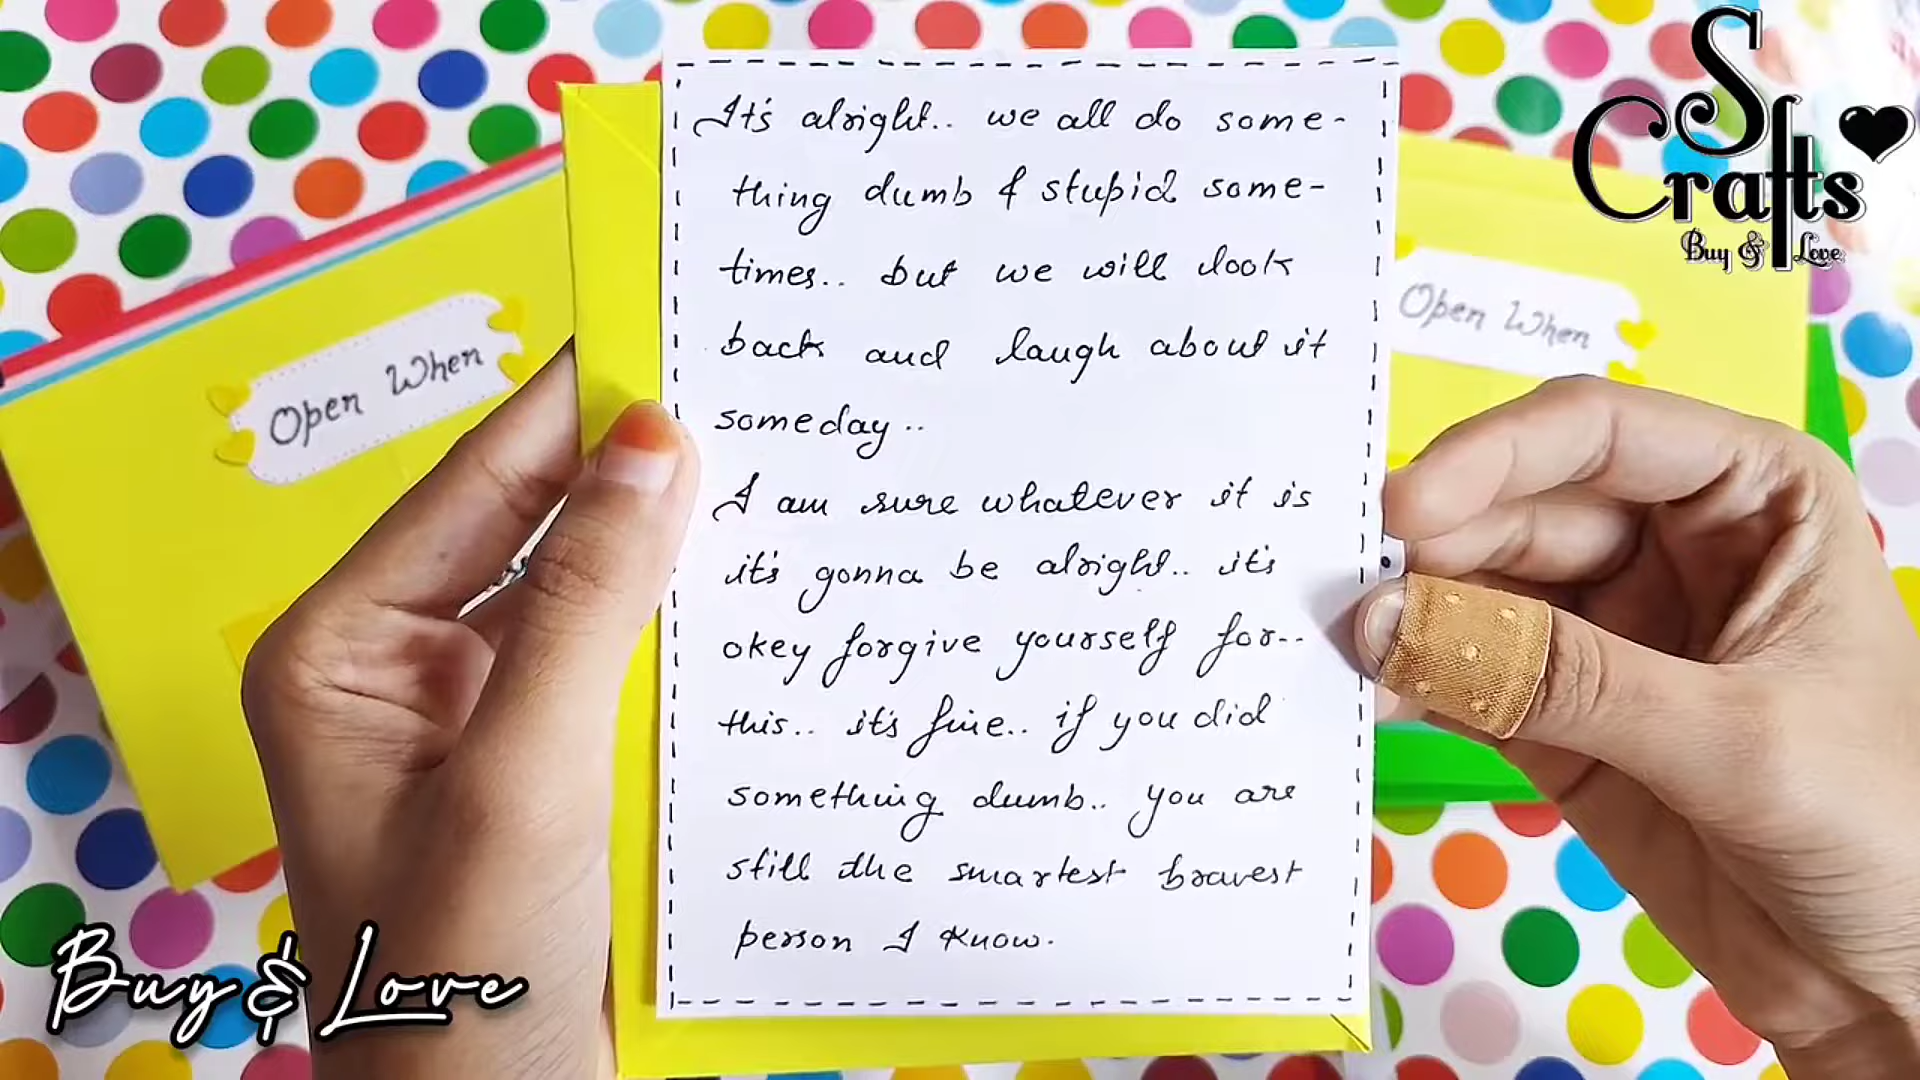 It's alright.. we all do some-
thing dumb & stupid some-
times.. but we will look
back and laugh about it
someday..
I am sure whatever it is
it's gonna be alright.. it's
okey forgive yourself for--
this.. it's fine.. if you did
something dumb.. you are
still the smartest bravest
person I know.
Open When
Open When
S Crafts
Buy & Love
Buy & Love